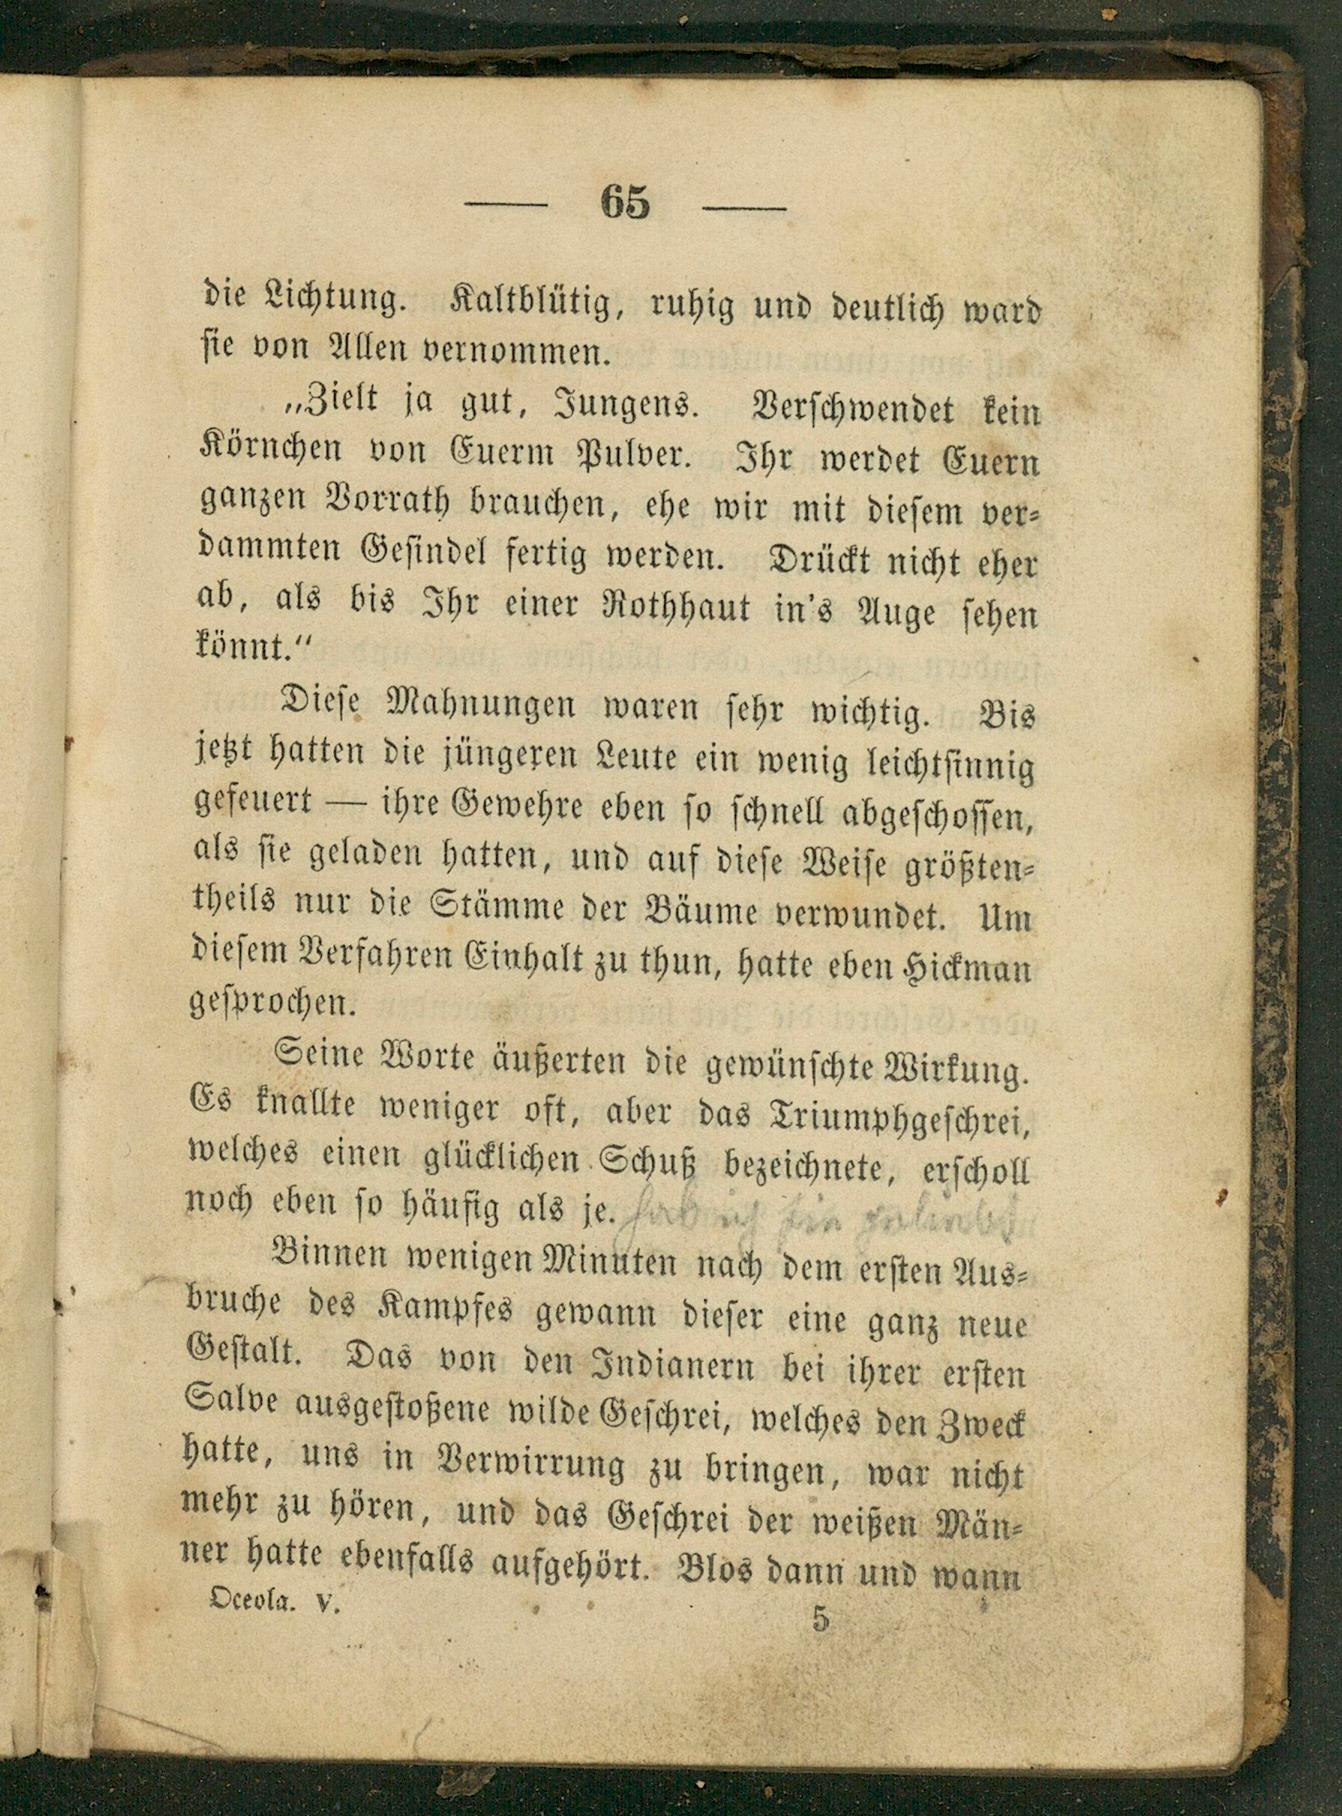 — 65 —
die Lichtung. Kaltblütig, ruhig und deutlich ward
sie von Allen vernommen.
„Zielt ja gut, Jungens. Verschwendet kein
Körnchen von Euerm Pulver. Ihr werdet Euern
ganzen Vorrath brauchen, ehe wir mit diesem ver-
dammten Gesindel fertig werden. Drückt nicht eher
ab, als bis Ihr einer Rothhaut in's Auge sehen
könnt.“
Diese Mahnungen waren sehr wichtig. Bis
jetzt hatten die jüngeren Leute ein wenig leichtsinnig
gefeuert — ihre Gewehre eben so schnell abgeschossen,
als sie geladen hatten, und auf diese Weise größten-
theils nur die Stämme der Bäume verwundet. Um
diesem Verfahren Einhalt zu thun, hatte eben Hickman
gesprochen.
Seine Worte äußerten die gewünschte Wirkung.
Es knallte weniger oft, aber das Triumphgeschrei,
welches einen glücklichen Schuß bezeichnete, erscholl
noch eben so häufig als je.
Binnen wenigen Minuten nach dem ersten Aus-
bruche des Kampfes gewann dieser eine ganz neue
Gestalt. Das von den Indianern bei ihrer ersten
Salve ausgestoßene wilde Geschrei, welches den Zweck
hatte, uns in Verwirrung zu bringen, war nicht
mehr zu hören, und das Geschrei der weißen Män-
ner hatte ebenfalls aufgehört. Blos dann und wann
Oceola. V. 5